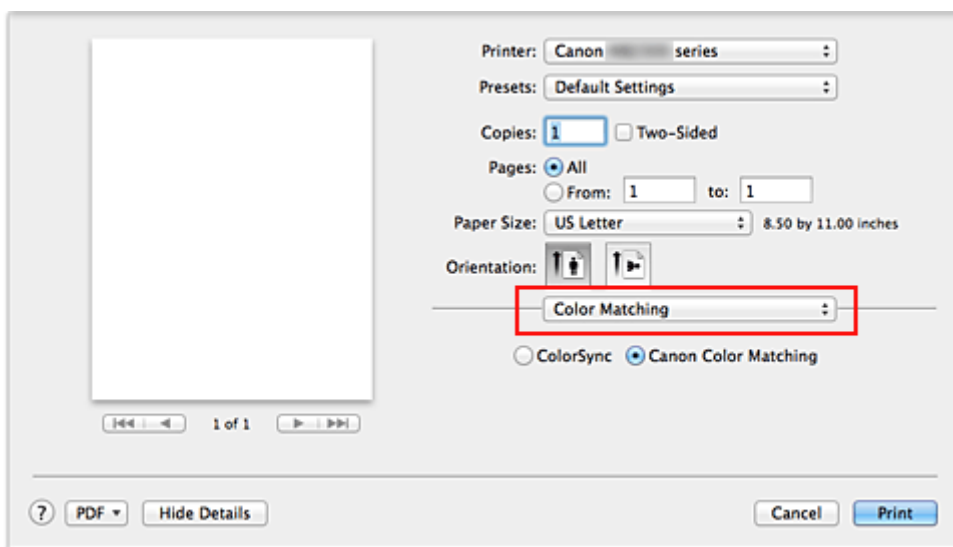 Printer: Canon series
Presets: Default Settings
Copies: 1 Two-Sided
Pages: All
From: 1 to: 1
Paper Size: US Letter 8.50 by 11.00 inches
Orientation:
Color Matching
ColorSync Canon Color Matching
1 of 1
? PDF Hide Details Cancel Print